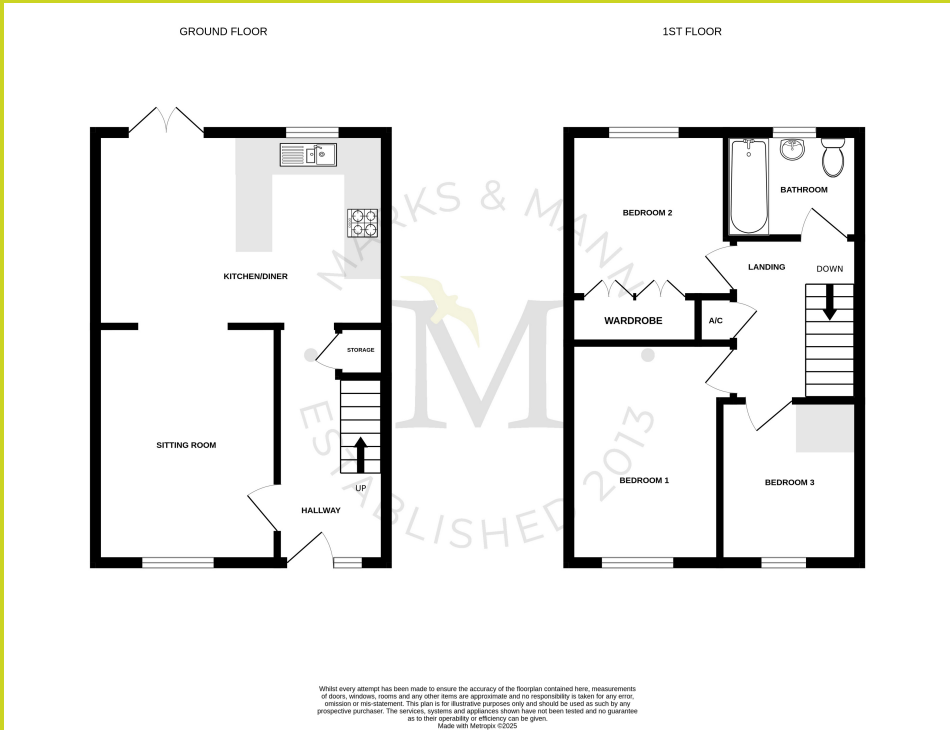 GROUND FLOOR
1ST FLOOR
KITCHEN/DINER
STORAGE
SITTING ROOM
UP
HALLWAY
BEDROOM 2
BATHROOM
LANDING
DOWN
WARDROBE
A/C
BEDROOM 1
BEDROOM 3
MARKS & MANN
M
ESTABLISHED 2013
Whilst every attempt has been made to ensure the accuracy of the floorplan contained here, measurements
of doors, windows, rooms and any other items are approximate and no responsibility is taken for any error,
omission or mis-statement. This plan is for illustrative purposes only and should be used as such by any
prospective purchaser. The services, systems and appliances shown have not been tested and no guarantee
as to their operability or efficiency can be given.
Made with Metropix ©2025